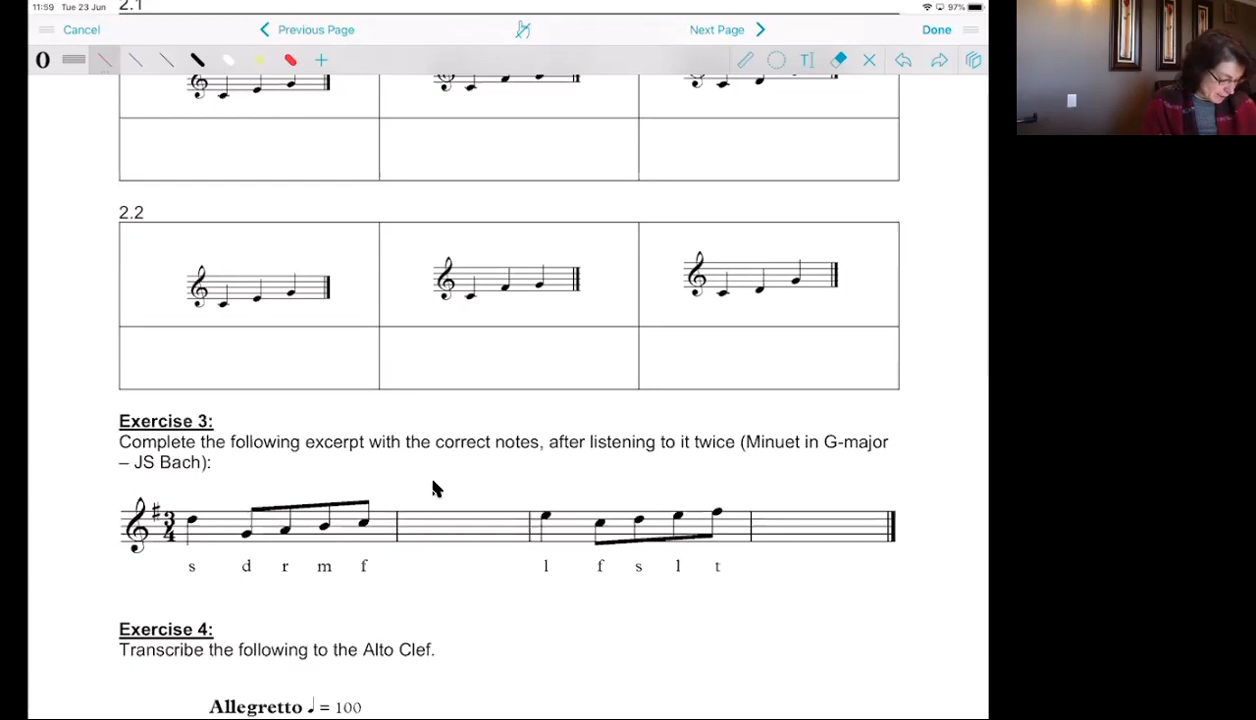 11:59 Tue 23 Jun 2.1 97%
Cancel Previous Page Next Page Done
0 T
2.2
Exercise 3:
Complete the following excerpt with the correct notes, after listening to it twice (Minuet in G-major
– JS Bach):
3
4
s d r m f l f s l t
Exercise 4:
Transcribe the following to the Alto Clef.
Allegretto ♩ = 100